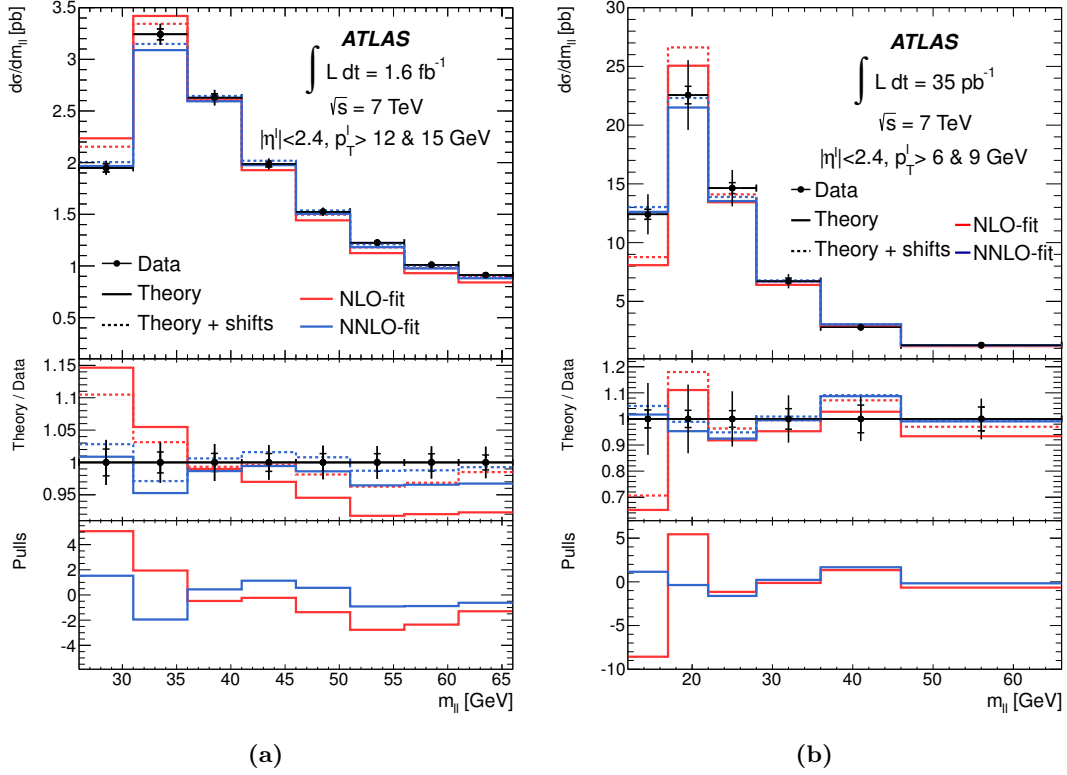 dσ/dm_ll [pb]
3.5
3
2.5
2
1.5
1
0.5
ATLAS
∫ L dt = 1.6 fb⁻¹
√s = 7 TeV
|η^l|<2.4, p_T^l > 12 & 15 GeV
Data
Theory
Theory + shifts
NLO-fit
NNLO-fit
Theory / Data
1.15
1.1
1.05
1.00
0.95
Pulls
4
2
0
-2
-4
30 35 40 45 50 55 60 65
m_ll [GeV]
(a)
dσ/dm_ll [pb]
30
25
20
15
10
5
ATLAS
∫ L dt = 35 pb⁻¹
√s = 7 TeV
|η^l|<2.4, p_T^l > 6 & 9 GeV
Data
Theory
Theory + shifts
NLO-fit
NNLO-fit
Theory / Data
1.2
1.1
1.0
0.9
0.8
0.7
Pulls
5
0
-5
-10
20 30 40 50 60
m_ll [GeV]
(b)